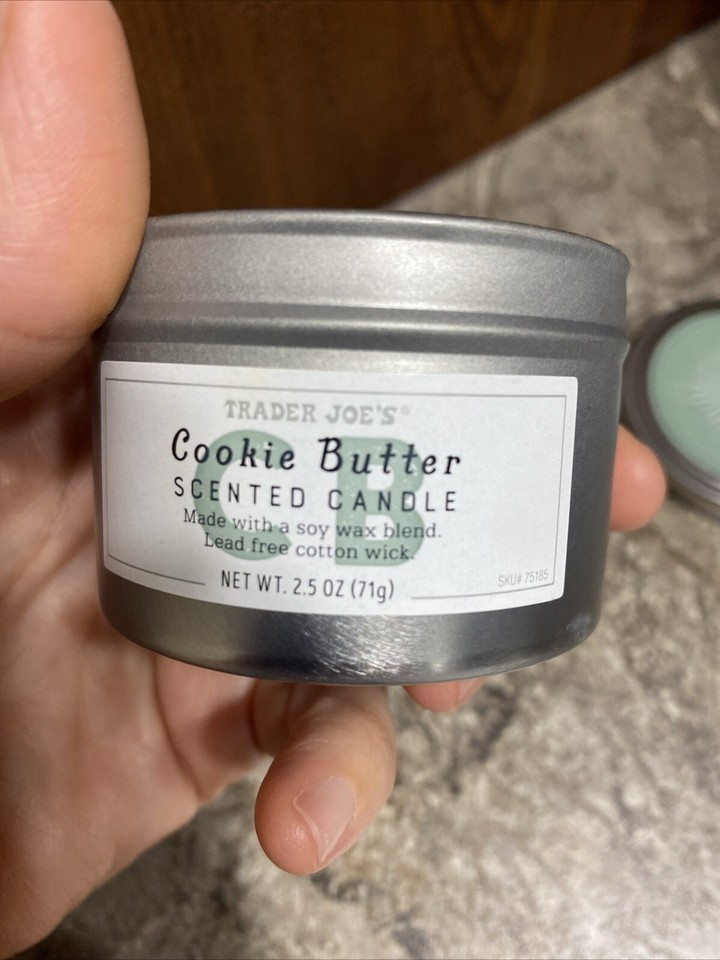 TRADER JOE'S®
CB
Cookie Butter
SCENTED CANDLE
Made with a soy wax blend.
Lead free cotton wick.
NET WT. 2.5 OZ (71g)
SKU# 75185